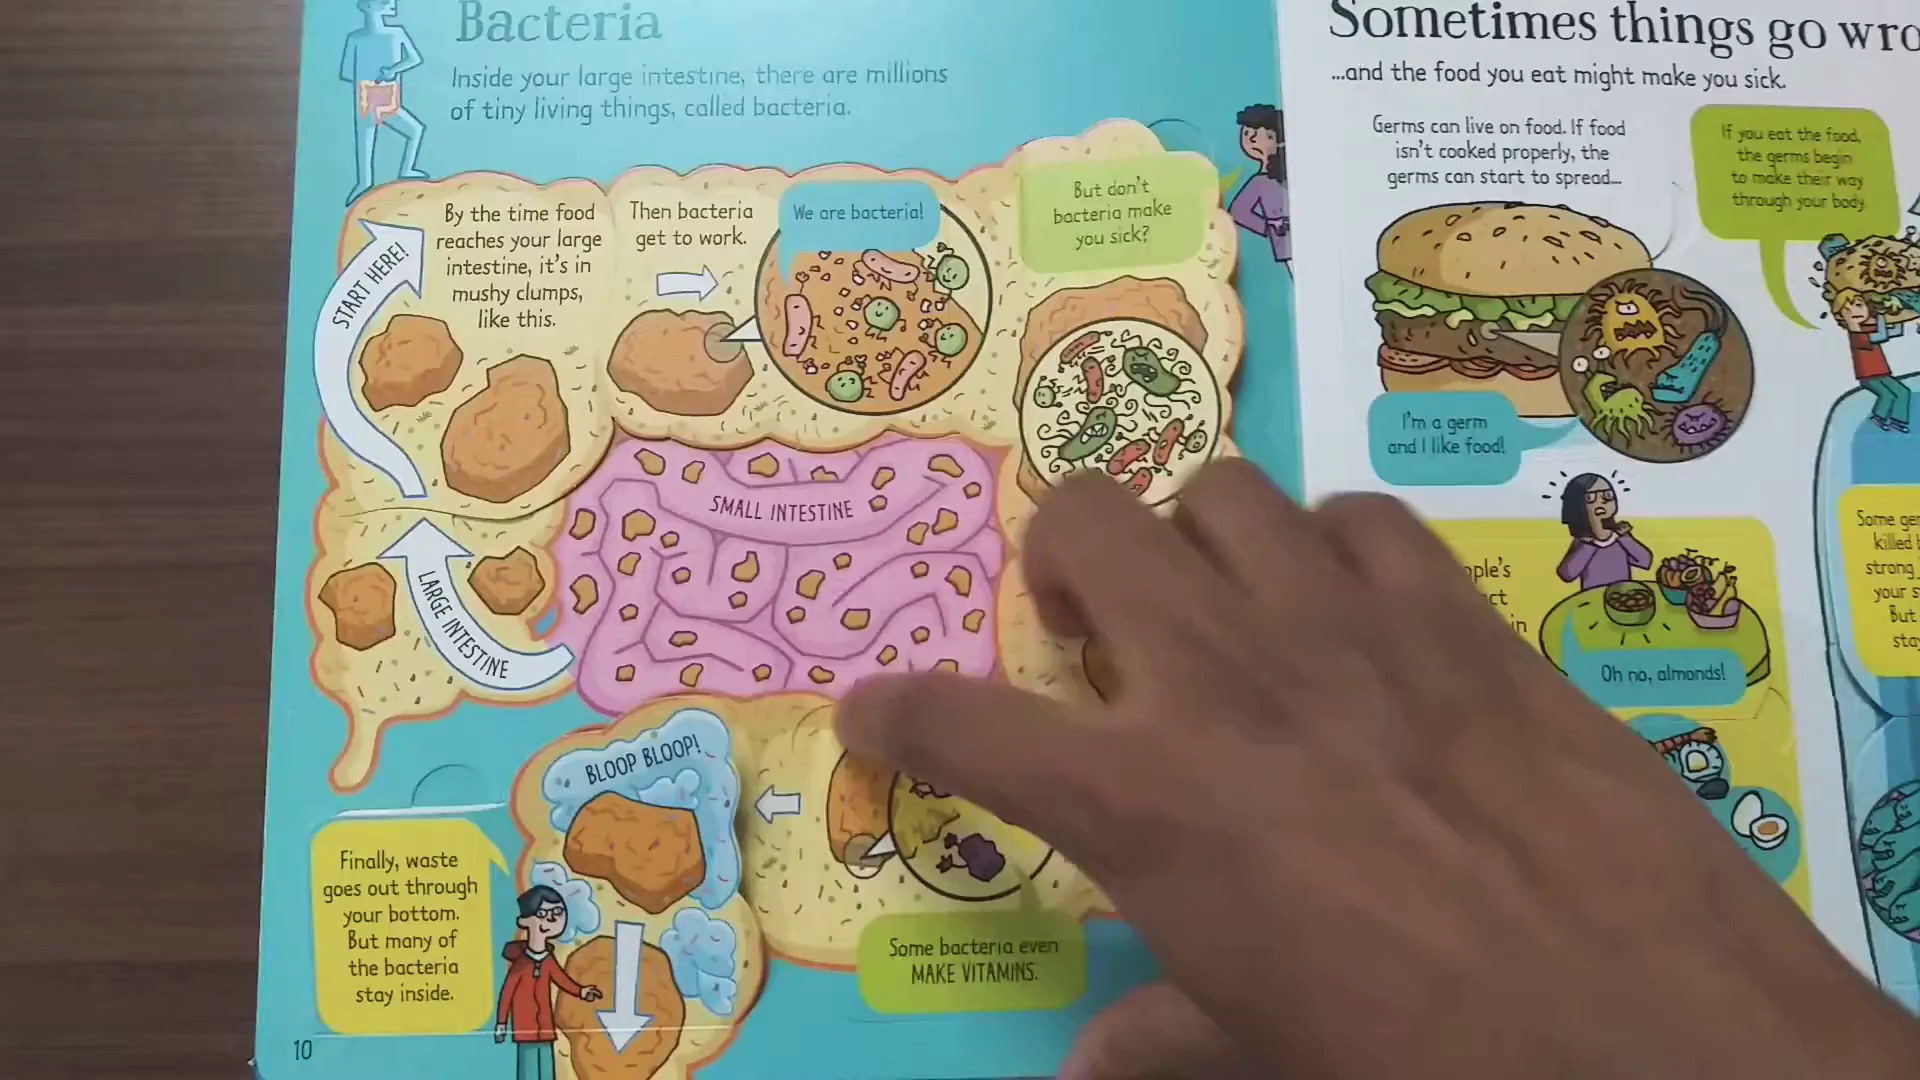 Bacteria
Inside your large intestine, there are millions
of tiny living things, called bacteria.
START HERE!
By the time food
reaches your large
intestine, it's in
mushy clumps,
like this.
Then bacteria
get to work.
We are bacteria!
But don't
bacteria make
you sick?
SMALL INTESTINE
LARGE INTESTINE
BLOOP BLOOP!
Finally, waste
goes out through
your bottom.
But many of
the bacteria
stay inside.
Some bacteria even
MAKE VITAMINS.
10
Sometimes things go
...and the food you eat might make you sick.
Germs can live on food. If food
isn't cooked properly, the
germs can start to spread...
If you eat the food,
the germs begin
to make their way
through your body.
I'm a germ
and I like food!
in
Oh no, almonds!
Some
killed
strong
your
But